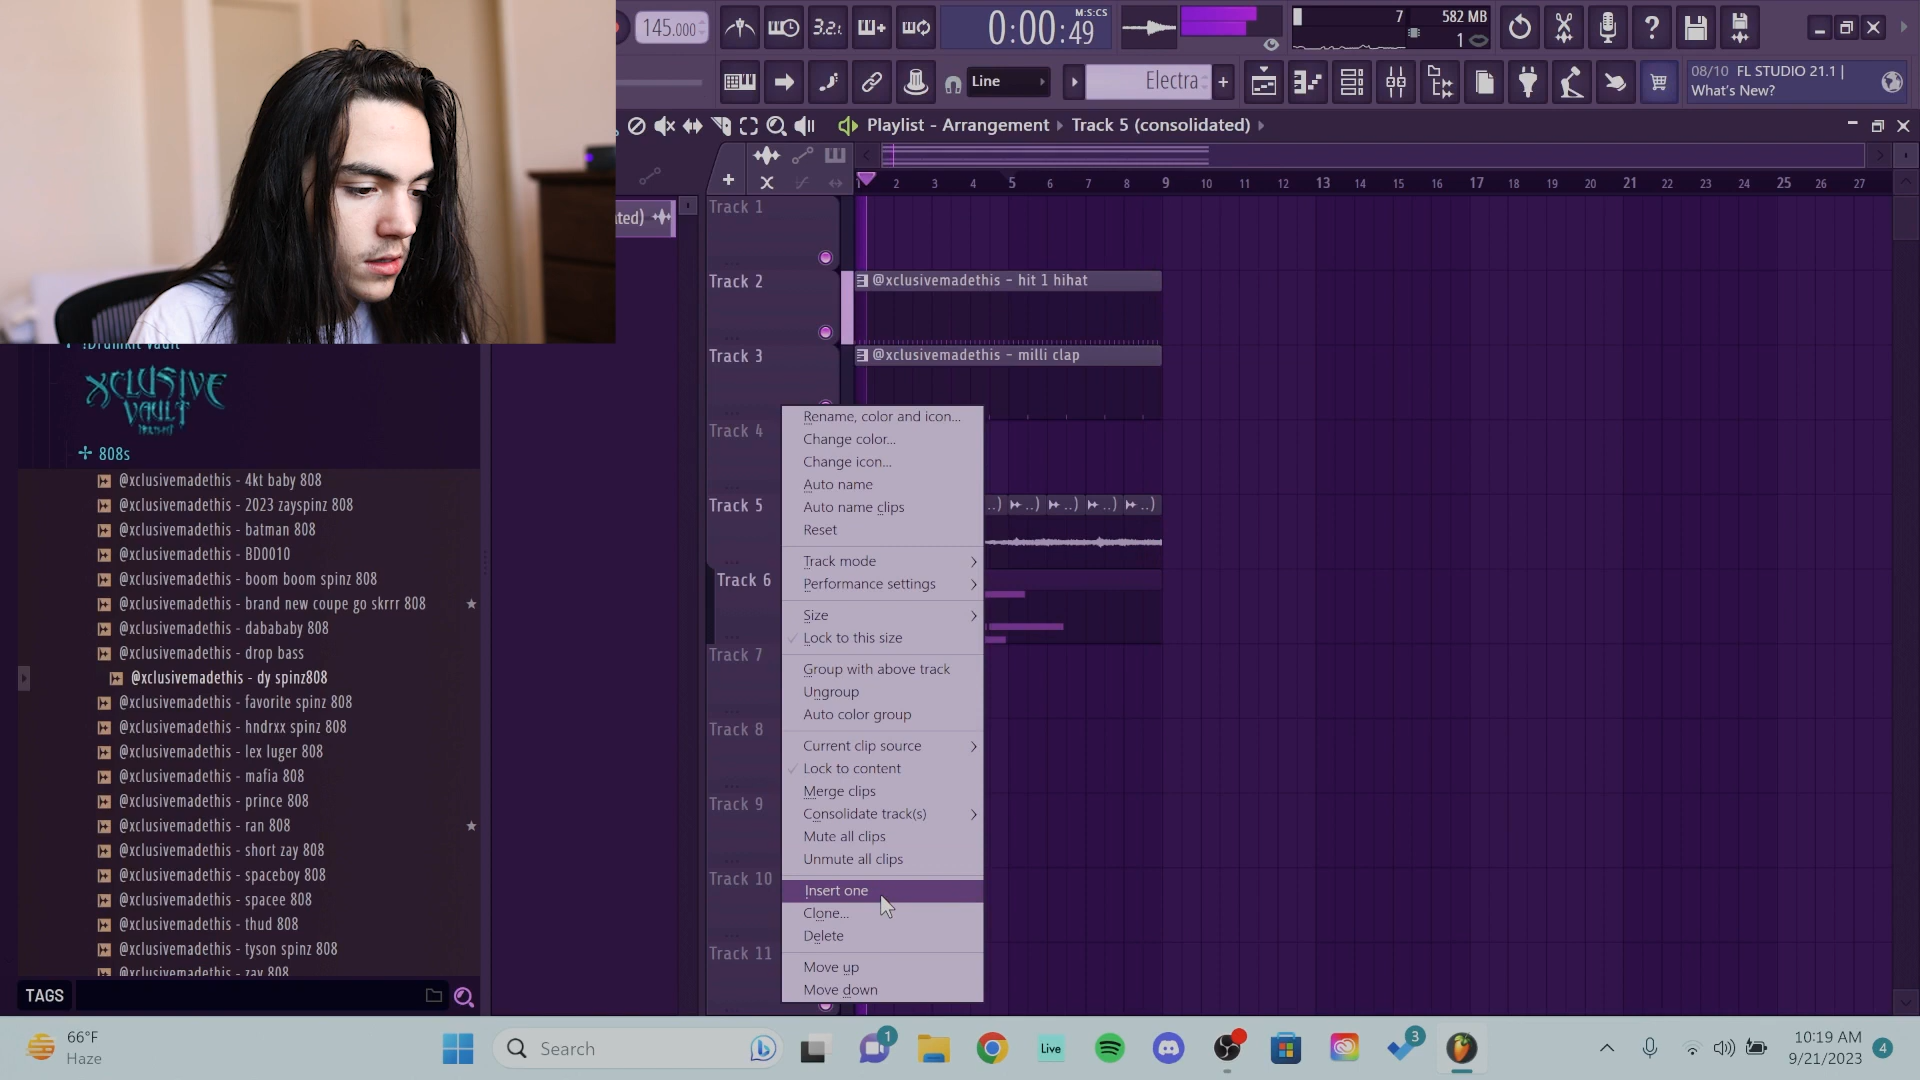 145.000
3.2.
0:00:49
M:S:CS
7
582 MB
1
Line
Electra
08/10 FL STUDIO 21.1 |
What's New?
Playlist - Arrangement
Track 5 (consolidated)
2 3 4 5 6 7 8 9 10 11 12 13 14 15 16 17 18 19 20 21 22 23 24 25 26 27
ted)
Track 1
Track 2
@xclusivemadethis - hit 1 hihat
Track 3
@xclusivemadethis - milli clap
Track 4
Track 5
..) ..) ..) ..) ..)
Track 6
Track 7
Track 8
Track 9
Track 10
Track 11
Rename, color and icon...
Change color...
Change icon...
Auto name
Auto name clips
Reset
Track mode
Performance settings
Size
Lock to this size
Group with above track
Ungroup
Auto color group
Current clip source
Lock to content
Merge clips
Consolidate track(s)
Mute all clips
Unmute all clips
Insert one
Clone...
Delete
Move up
Move down
!Drumkit Vault
XCLUSIVE
VAULT
808s
@xclusivemadethis - 4kt baby 808
@xclusivemadethis - 2023 zayspinz 808
@xclusivemadethis - batman 808
@xclusivemadethis - BD0010
@xclusivemadethis - boom boom spinz 808
@xclusivemadethis - brand new coupe go skrrr 808
@xclusivemadethis - dabababy 808
@xclusivemadethis - drop bass
@xclusivemadethis - dy spinz808
@xclusivemadethis - favorite spinz 808
@xclusivemadethis - hndrxx spinz 808
@xclusivemadethis - lex luger 808
@xclusivemadethis - mafia 808
@xclusivemadethis - prince 808
@xclusivemadethis - ran 808
@xclusivemadethis - short zay 808
@xclusivemadethis - spaceboy 808
@xclusivemadethis - spacee 808
@xclusivemadethis - thud 808
@xclusivemadethis - tyson spinz 808
@xclusivemadethis - zay 808
TAGS
66°F
Haze
Search
1
Live
3
10:19 AM
9/21/2023
4